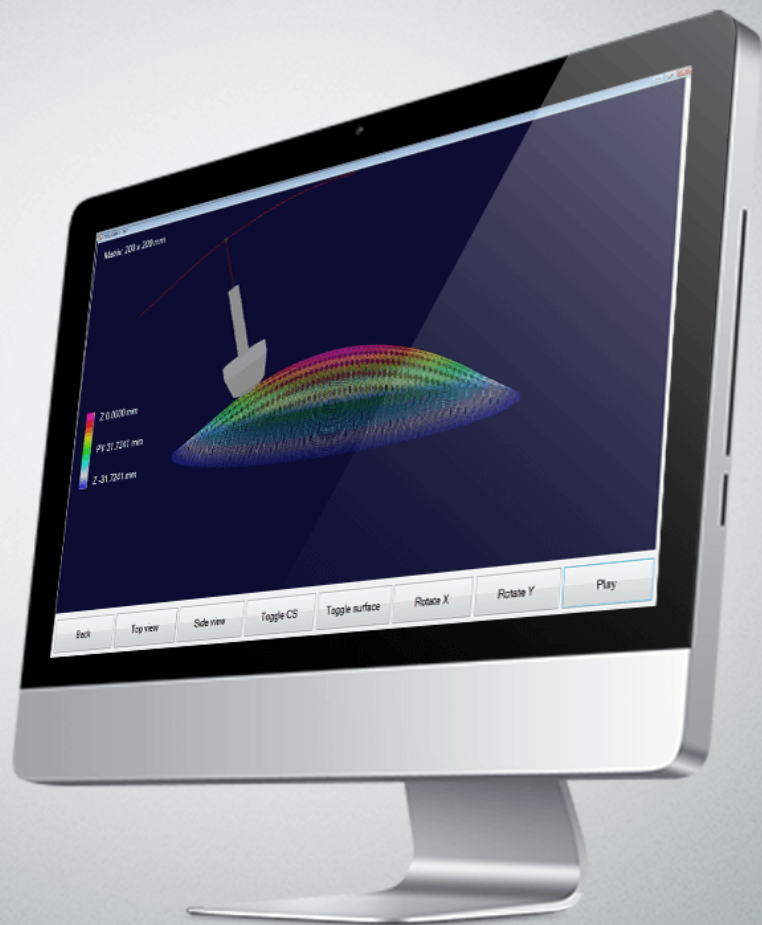 Matrix: 200 x 200 mm
Z 0.0000 mm
PV 31.7241 mm
Z -31.7241 mm
Back
Top view
Side view
Toggle CS
Toggle surface
Rotate X
Rotate Y
Play